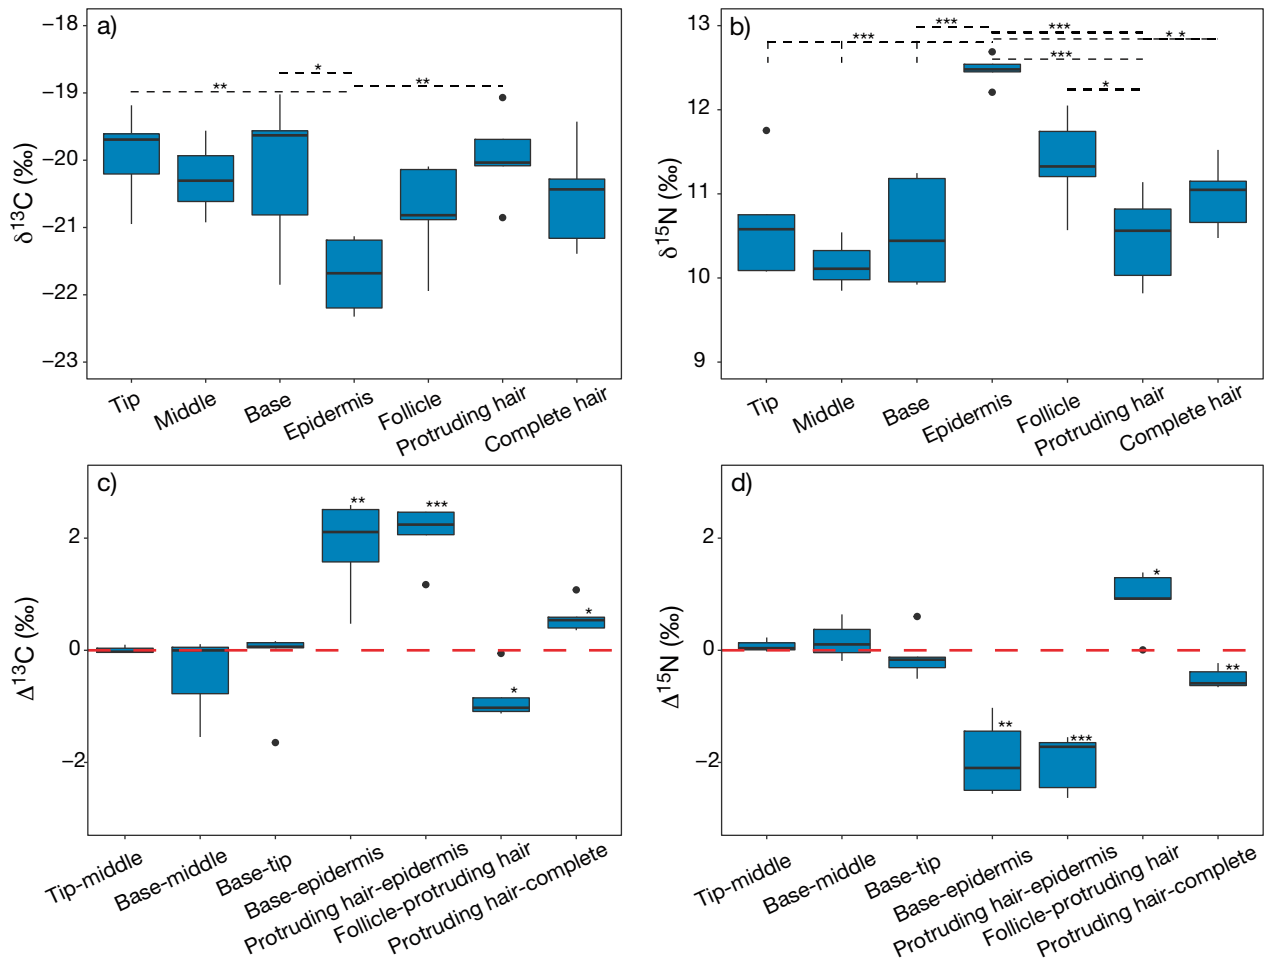 a)
δ13C (‰)
−18
−19
−20
−21
−22
−23
** * **
Tip Middle Base Epidermis Follicle Protruding hair Complete hair
b)
δ15N (‰)
13
12
11
10
9
*** *** *** * *
***
*
Tip Middle Base Epidermis Follicle Protruding hair Complete hair
c)
Δ13C (‰)
2
0
−2
** *** * *
Tip-middle Base-middle Base-tip Base-epidermis Protruding hair-epidermis Follicle-protruding hair Protruding hair-complete
d)
Δ15N (‰)
2
0
−2
** *** * **
Tip-middle Base-middle Base-tip Base-epidermis Protruding hair-epidermis Follicle-protruding hair Protruding hair-complete